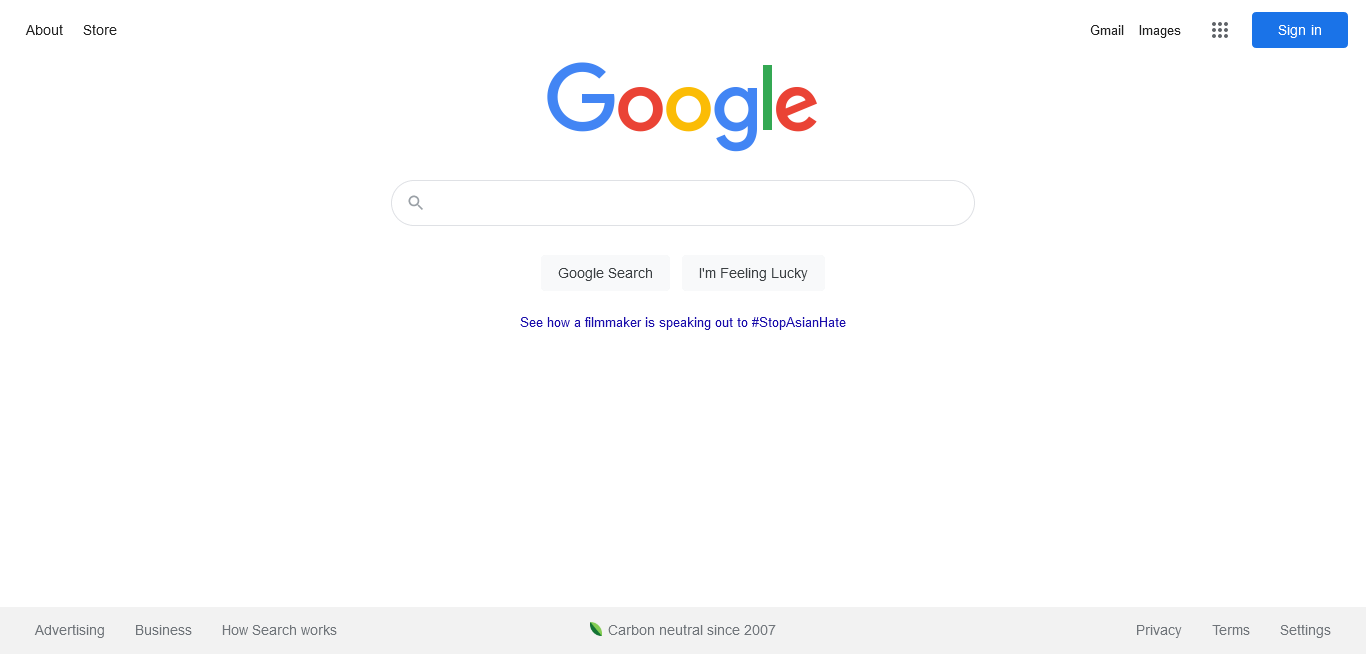 About Store Gmail Images Sign in
Google
Google Search I'm Feeling Lucky
See how a filmmaker is speaking out to #StopAsianHate
Advertising Business How Search works Carbon neutral since 2007 Privacy Terms Settings